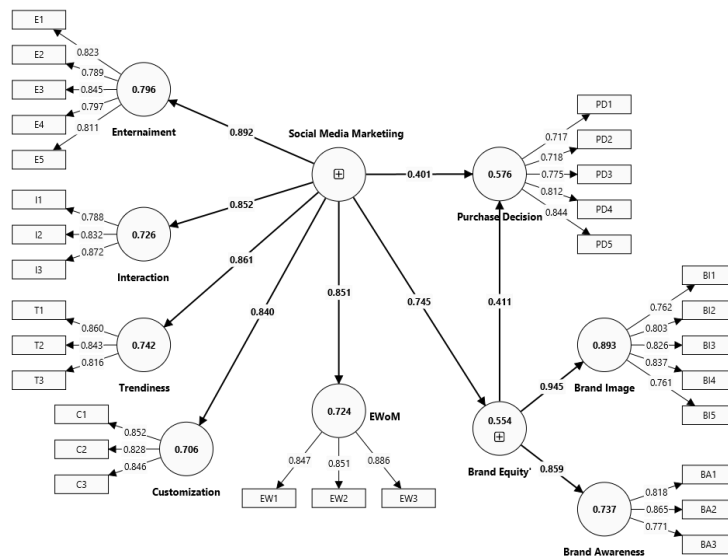 E1
E2
E3
E4
E5
0.823
0.789
0.845
0.797
0.811
0.796
Enternaiment
0.892
Social Media Marketiing
I1
I2
I3
0.788
0.832
0.872
0.726
Interaction
0.852
T1
T2
T3
0.860
0.843
0.816
0.742
Trendiness
0.861
C1
C2
C3
0.852
0.828
0.846
0.706
Customization
0.840
0.851
0.724
EWoM
0.847
0.851
0.886
EW1
EW2
EW3
0.401
0.576
Purchase Decision
PD1
PD2
PD3
PD4
PD5
0.717
0.718
0.775
0.812
0.844
0.745
0.411
0.554
Brand Equity'
0.945
0.893
Brand Image
BI1
BI2
BI3
BI4
BI5
0.762
0.803
0.826
0.837
0.761
0.859
0.737
Brand Awareness
BA1
BA2
BA3
0.818
0.865
0.771